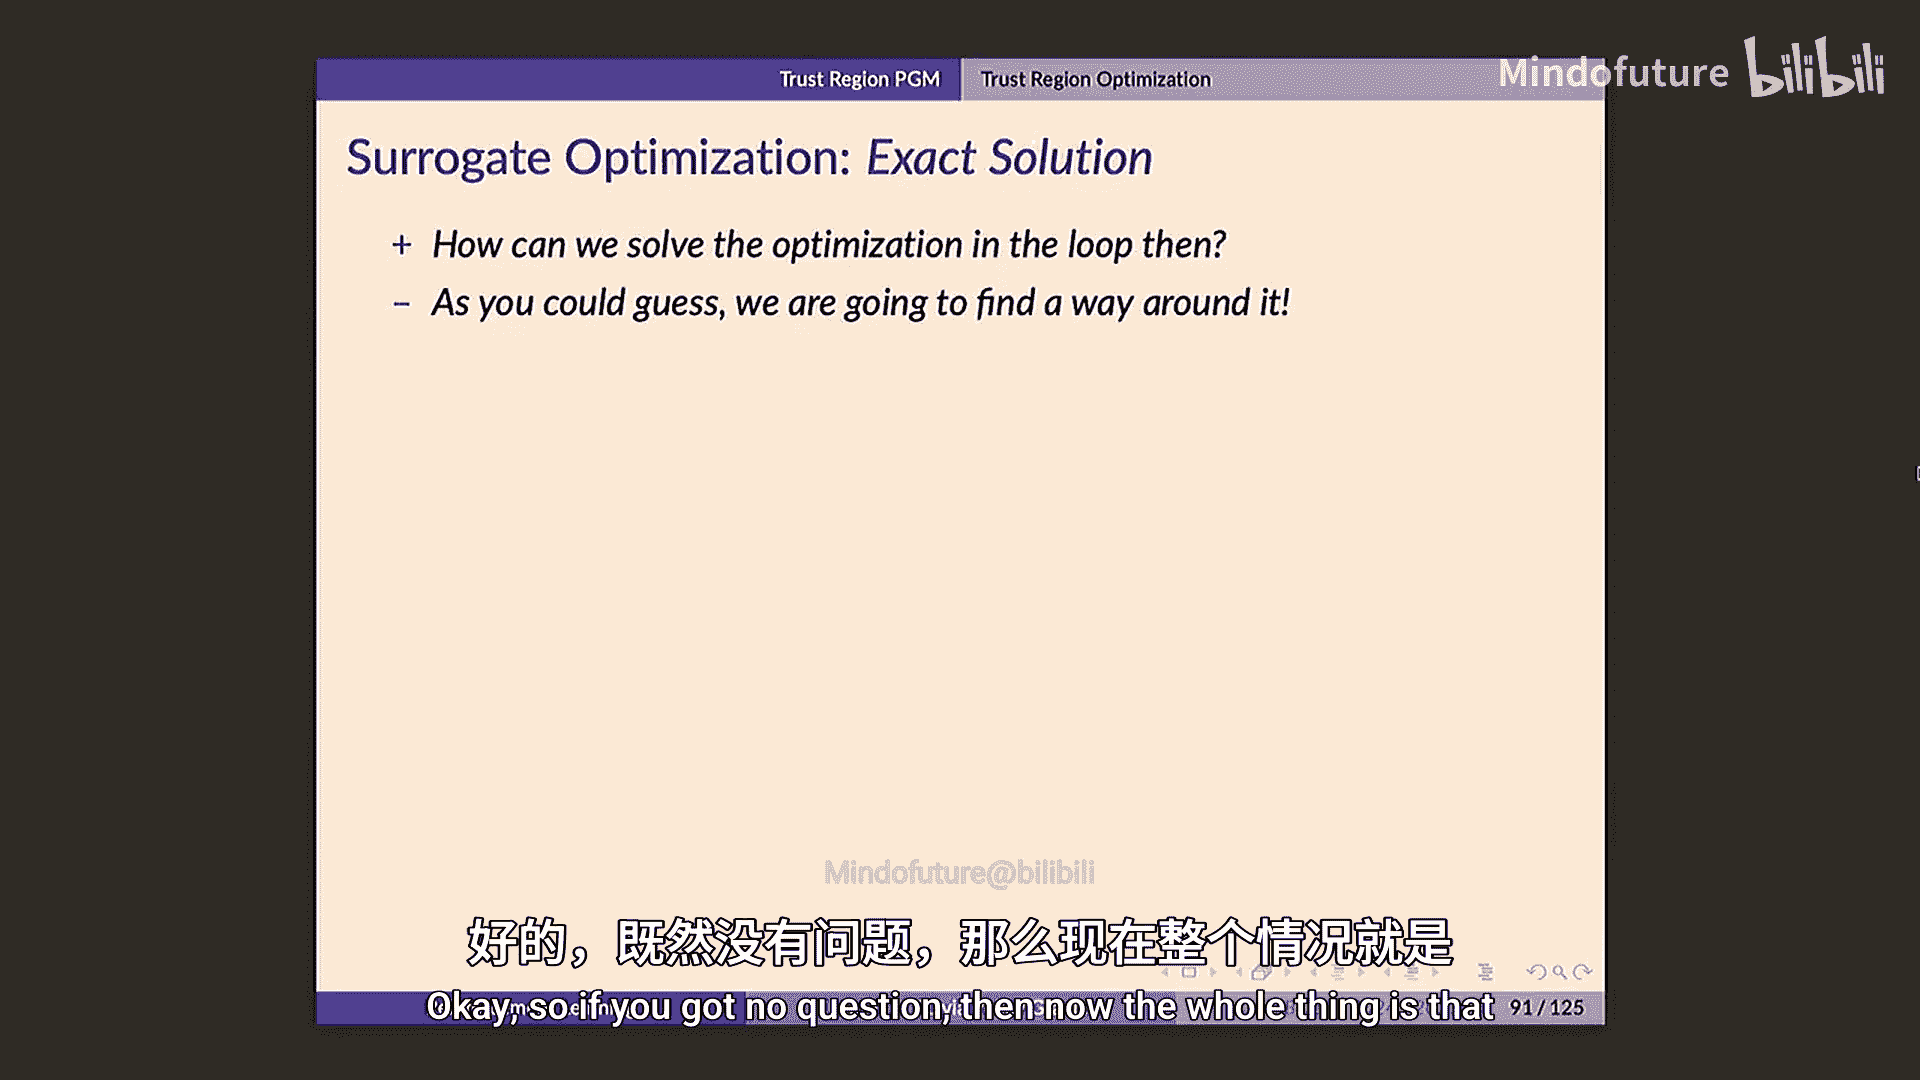 Trust Region PGM
Trust Region Optimization
Mindofuture bilibili
Surrogate Optimization: Exact Solution
+ How can we solve the optimization in the loop then?
– As you could guess, we are going to find a way around it!
Mindofuture@bilibili
好的，既然没有问题，那么现在整个情况就是
Okay, so if you got no question, then now the whole thing is that
91 / 125